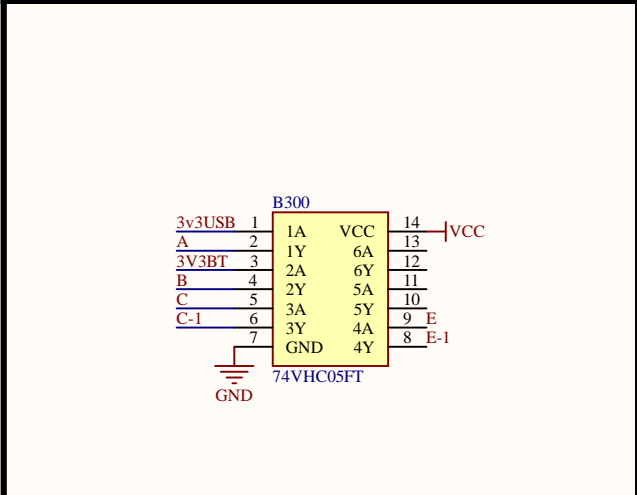 B300
3v3USB 1 1A VCC 14 VCC
A 2 1Y 6A 13
3V3BT 3 2A 6Y 12
B 4 2Y 5A 11
C 5 3A 5Y 10
C-1 6 3Y 4A 9 E
7 GND 4Y 8 E-1
74VHC05FT
GND